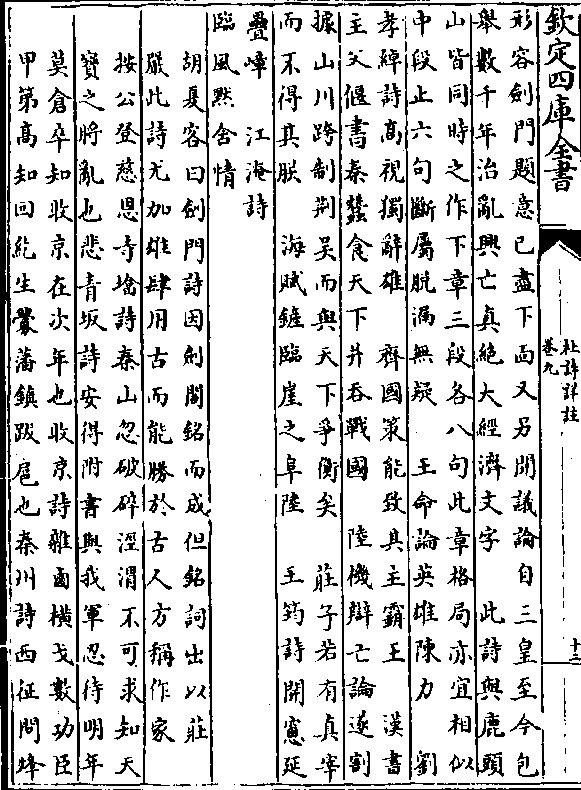 欽定四庫全書
杜詩詳註
卷九
十三
形容劍門題意已盡下面又另開議論自三皇至今包
舉數千年治亂興亡真絕大經濟文字 此詩與鹿頭
山皆同時之作下章三段各八句此章格局亦宜相似
中段止六句斷屬脫漏無疑 王命論英雄陳力 劉
孝綽詩高視獨辭雄 齊國策能致其主霸王 漢書
主父偃書秦蠶食天下并吞戰國 陸機辯亡論遂割
據山川跨制荆吳而與天下爭衡矣 莊子若有真宰
而不得其朕 海賦鏟臨崖之阜陸 王筠詩開窻延
疊嶂 江淹詩
臨風黙含情
胡夏客曰劍門詩因劍閣銘而成但銘詞出以莊
嚴此詩尤加雄肆用古而能勝於古人方稱作家
按公登慈恩寺塔詩秦山忽破碎涇渭不可求知天
寳之將亂也悲青坂詩安得附書與我軍忍待明年
莫倉卒知收京在次年也收京詩雜虜横戈數功臣
甲第高知回紇生釁藩鎮跋扈也秦州詩西征問烽